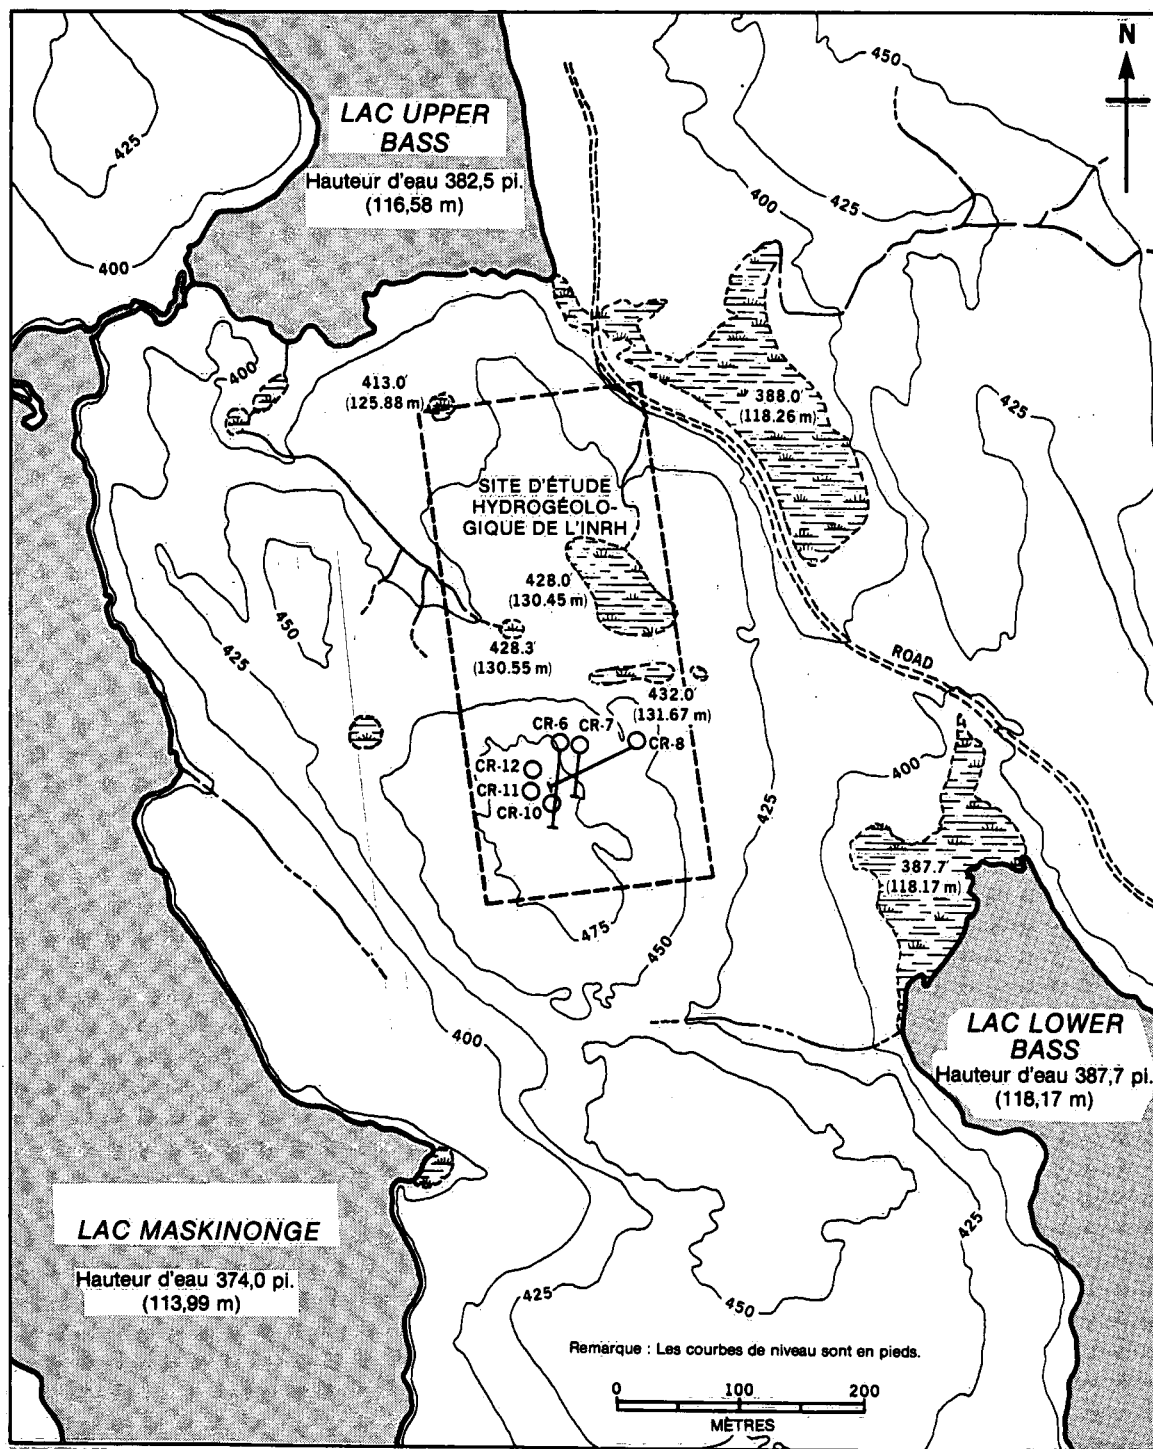 N
450
LAC UPPER
BASS
Hauteur d'eau 382,5 pi.
(116,58 m)
425
400
425
400
413.0'
(125.88 m)
400
388.0'
(118.26 m)
425
SITE D'ÉTUDE
HYDROGÉOLO-
GIQUE DE L'INRH
428.0'
(130.45 m)
450
428.3'
(130.55 m)
425
ROAD
432.0'
(131.67 m)
CR-6
CR-7
CR-8
CR-12
CR-11
CR-10
400
425
387.7'
(118.17 m)
475
450
400
LAC LOWER
BASS
Hauteur d'eau 387,7 pi.
(118,17 m)
LAC MASKINONGE
Hauteur d'eau 374,0 pi.
(113,99 m)
425
425
450
Remarque : Les courbes de niveau sont en pieds.
0 100 200
MÈTRES